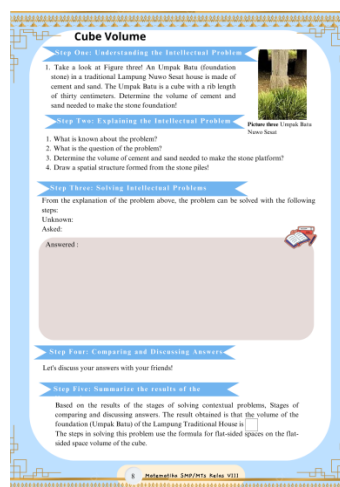 Cube Volume
Step One: Understanding the Intellectual Problem
1. Take a look at Figure three! An Umpak Batu (foundation
stone) in a traditional Lampung Nuwo Sesat house is made of
cement and sand. The Umpak Batu is a cube with a rib length
of thirty centimeters. Determine the volume of cement and
sand needed to make the stone foundation!
Picture three Umpak Batu
Nuwo Sesat
Step Two: Explaining the Intellectual Problem
1. What is known about the problem?
2. What is the question of the problem?
3. Determine the volume of cement and sand needed to make the stone platform?
4. Draw a spatial structure formed from the stone piles!
Step Three: Solving Intellectual Problems
From the explanation of the problem above, the problem can be solved with the following
steps:
Unknown:
Asked:
Answered :
Step Four: Comparing and Discussing Answers
Let's discuss your answers with your friends!
Step Five: Summarize the results of the
Based on the results of the stages of solving contextual problems, Stages of
comparing and discussing answers. The result obtained is that the volume of the
foundation (Umpak Batu) of the Lampung Traditional House is
The steps in solving this problem use the formula for flat-sided spaces on the flat-
sided space volume of the cube.
Matematika SMP/MTs Kelas VIII